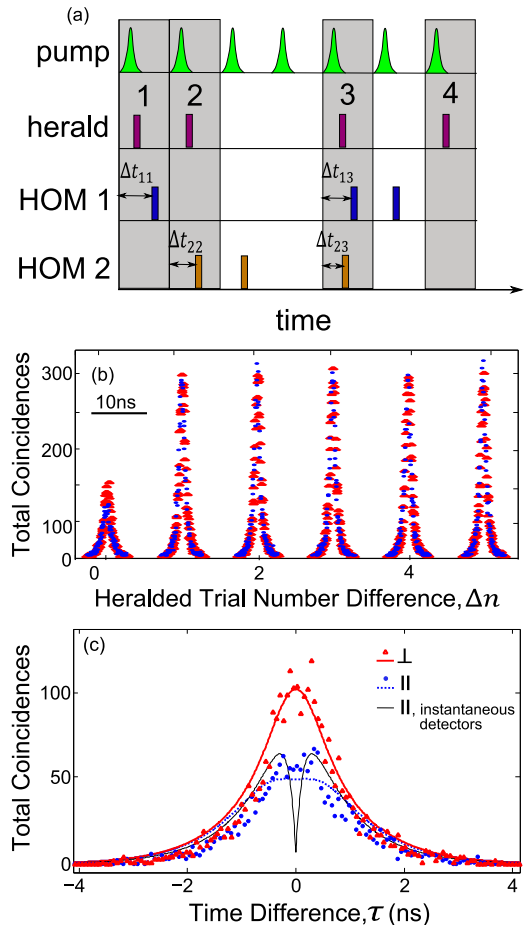 (a)
pump
1 2 3 4
herald
Δt₁₁ Δt₁₃
HOM 1
Δt₂₂ Δt₂₃
HOM 2
time
(b)
300
10ns
200
100
0
Total Coincidences
0 2 4
Heralded Trial Number Difference, Δn
(c)
⊥
||
||, instantaneous
detectors
100
50
0
Total Coincidences
−4 −2 0 2 4
Time Difference, τ (ns)